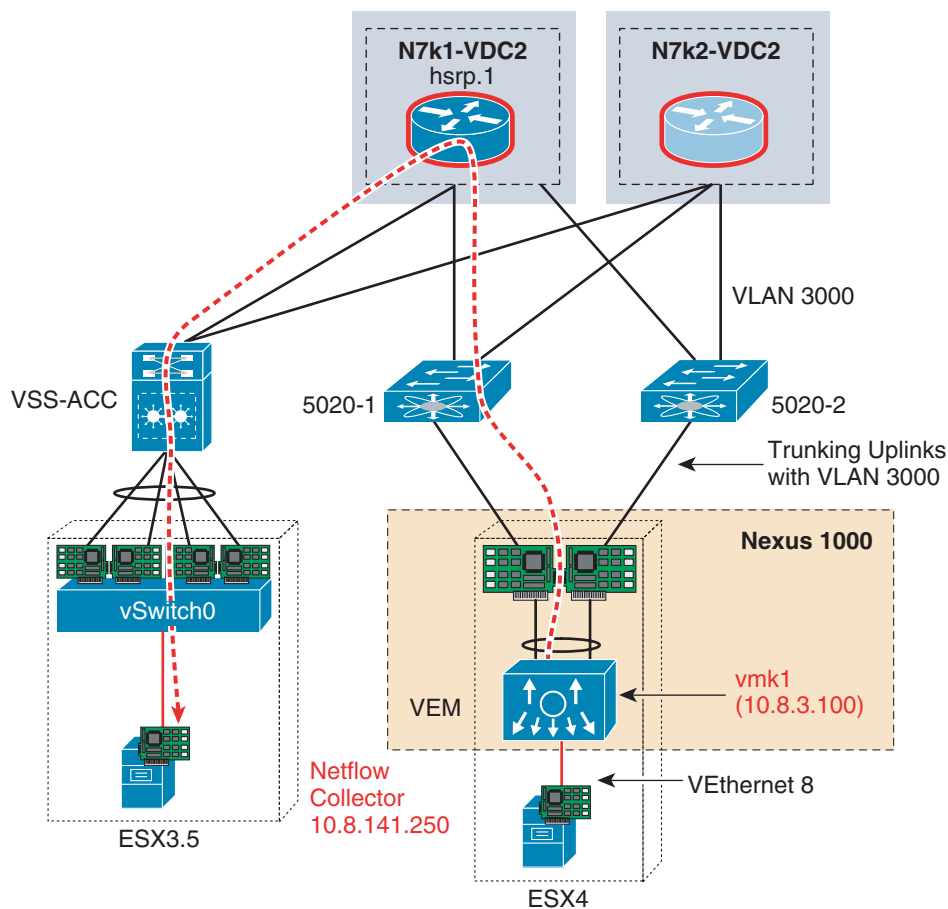 N7k1-VDC2
hsrp.1
N7k2-VDC2
VLAN 3000
VSS-ACC
5020-1
5020-2
Trunking Uplinks
with VLAN 3000
Nexus 1000
vSwitch0
VEM
vmk1
(10.8.3.100)
Netflow
Collector
10.8.141.250
VEthernet 8
ESX3.5
ESX4